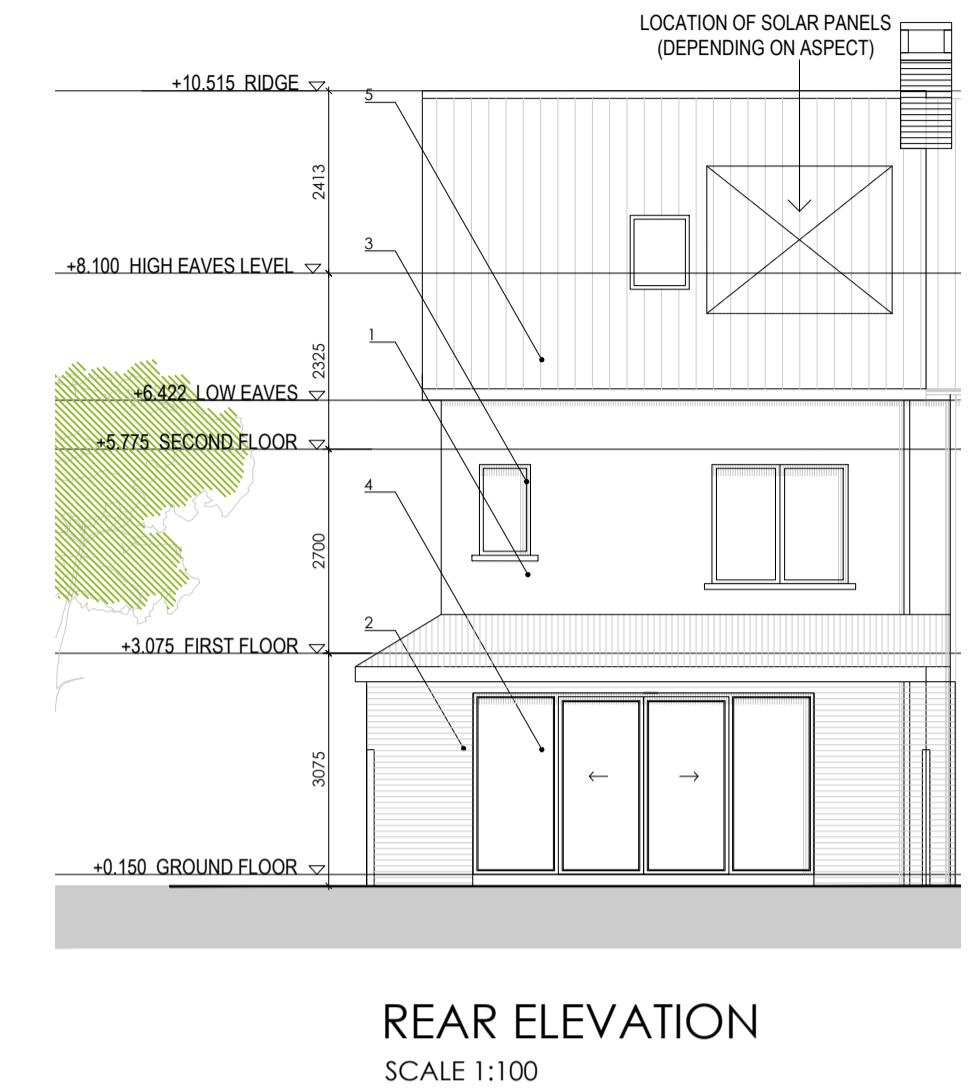 LOCATION OF SOLAR PANELS
(DEPENDING ON ASPECT)
+10.515 RIDGE
5
2413
3
+8.100 HIGH EAVES LEVEL
1
2325
+6.422 LOW EAVES
+5.775 SECOND FLOOR
4
2700
2
+3.075 FIRST FLOOR
3075
+0.150 GROUND FLOOR
REAR ELEVATION
SCALE 1:100